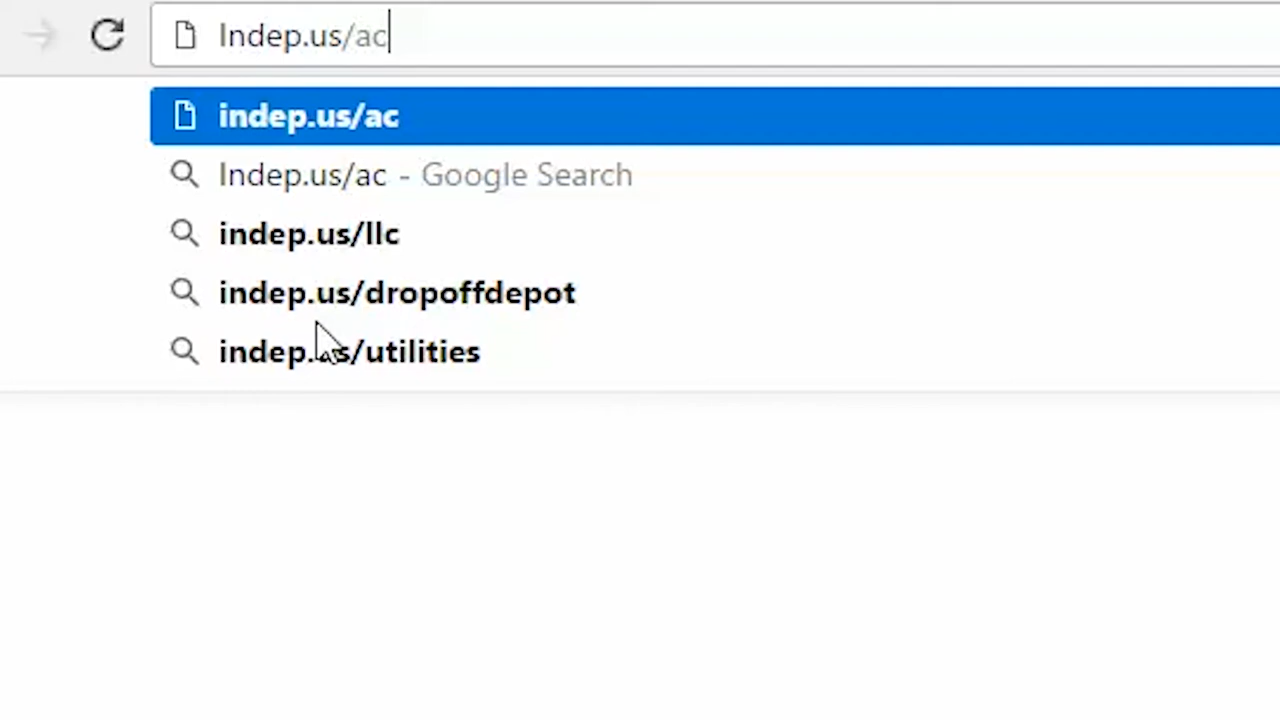 Indep.us/ac
indep.us/ac
Indep.us/ac - Google Search
indep.us/llc
indep.us/dropoffdepot
indep.us/utilities